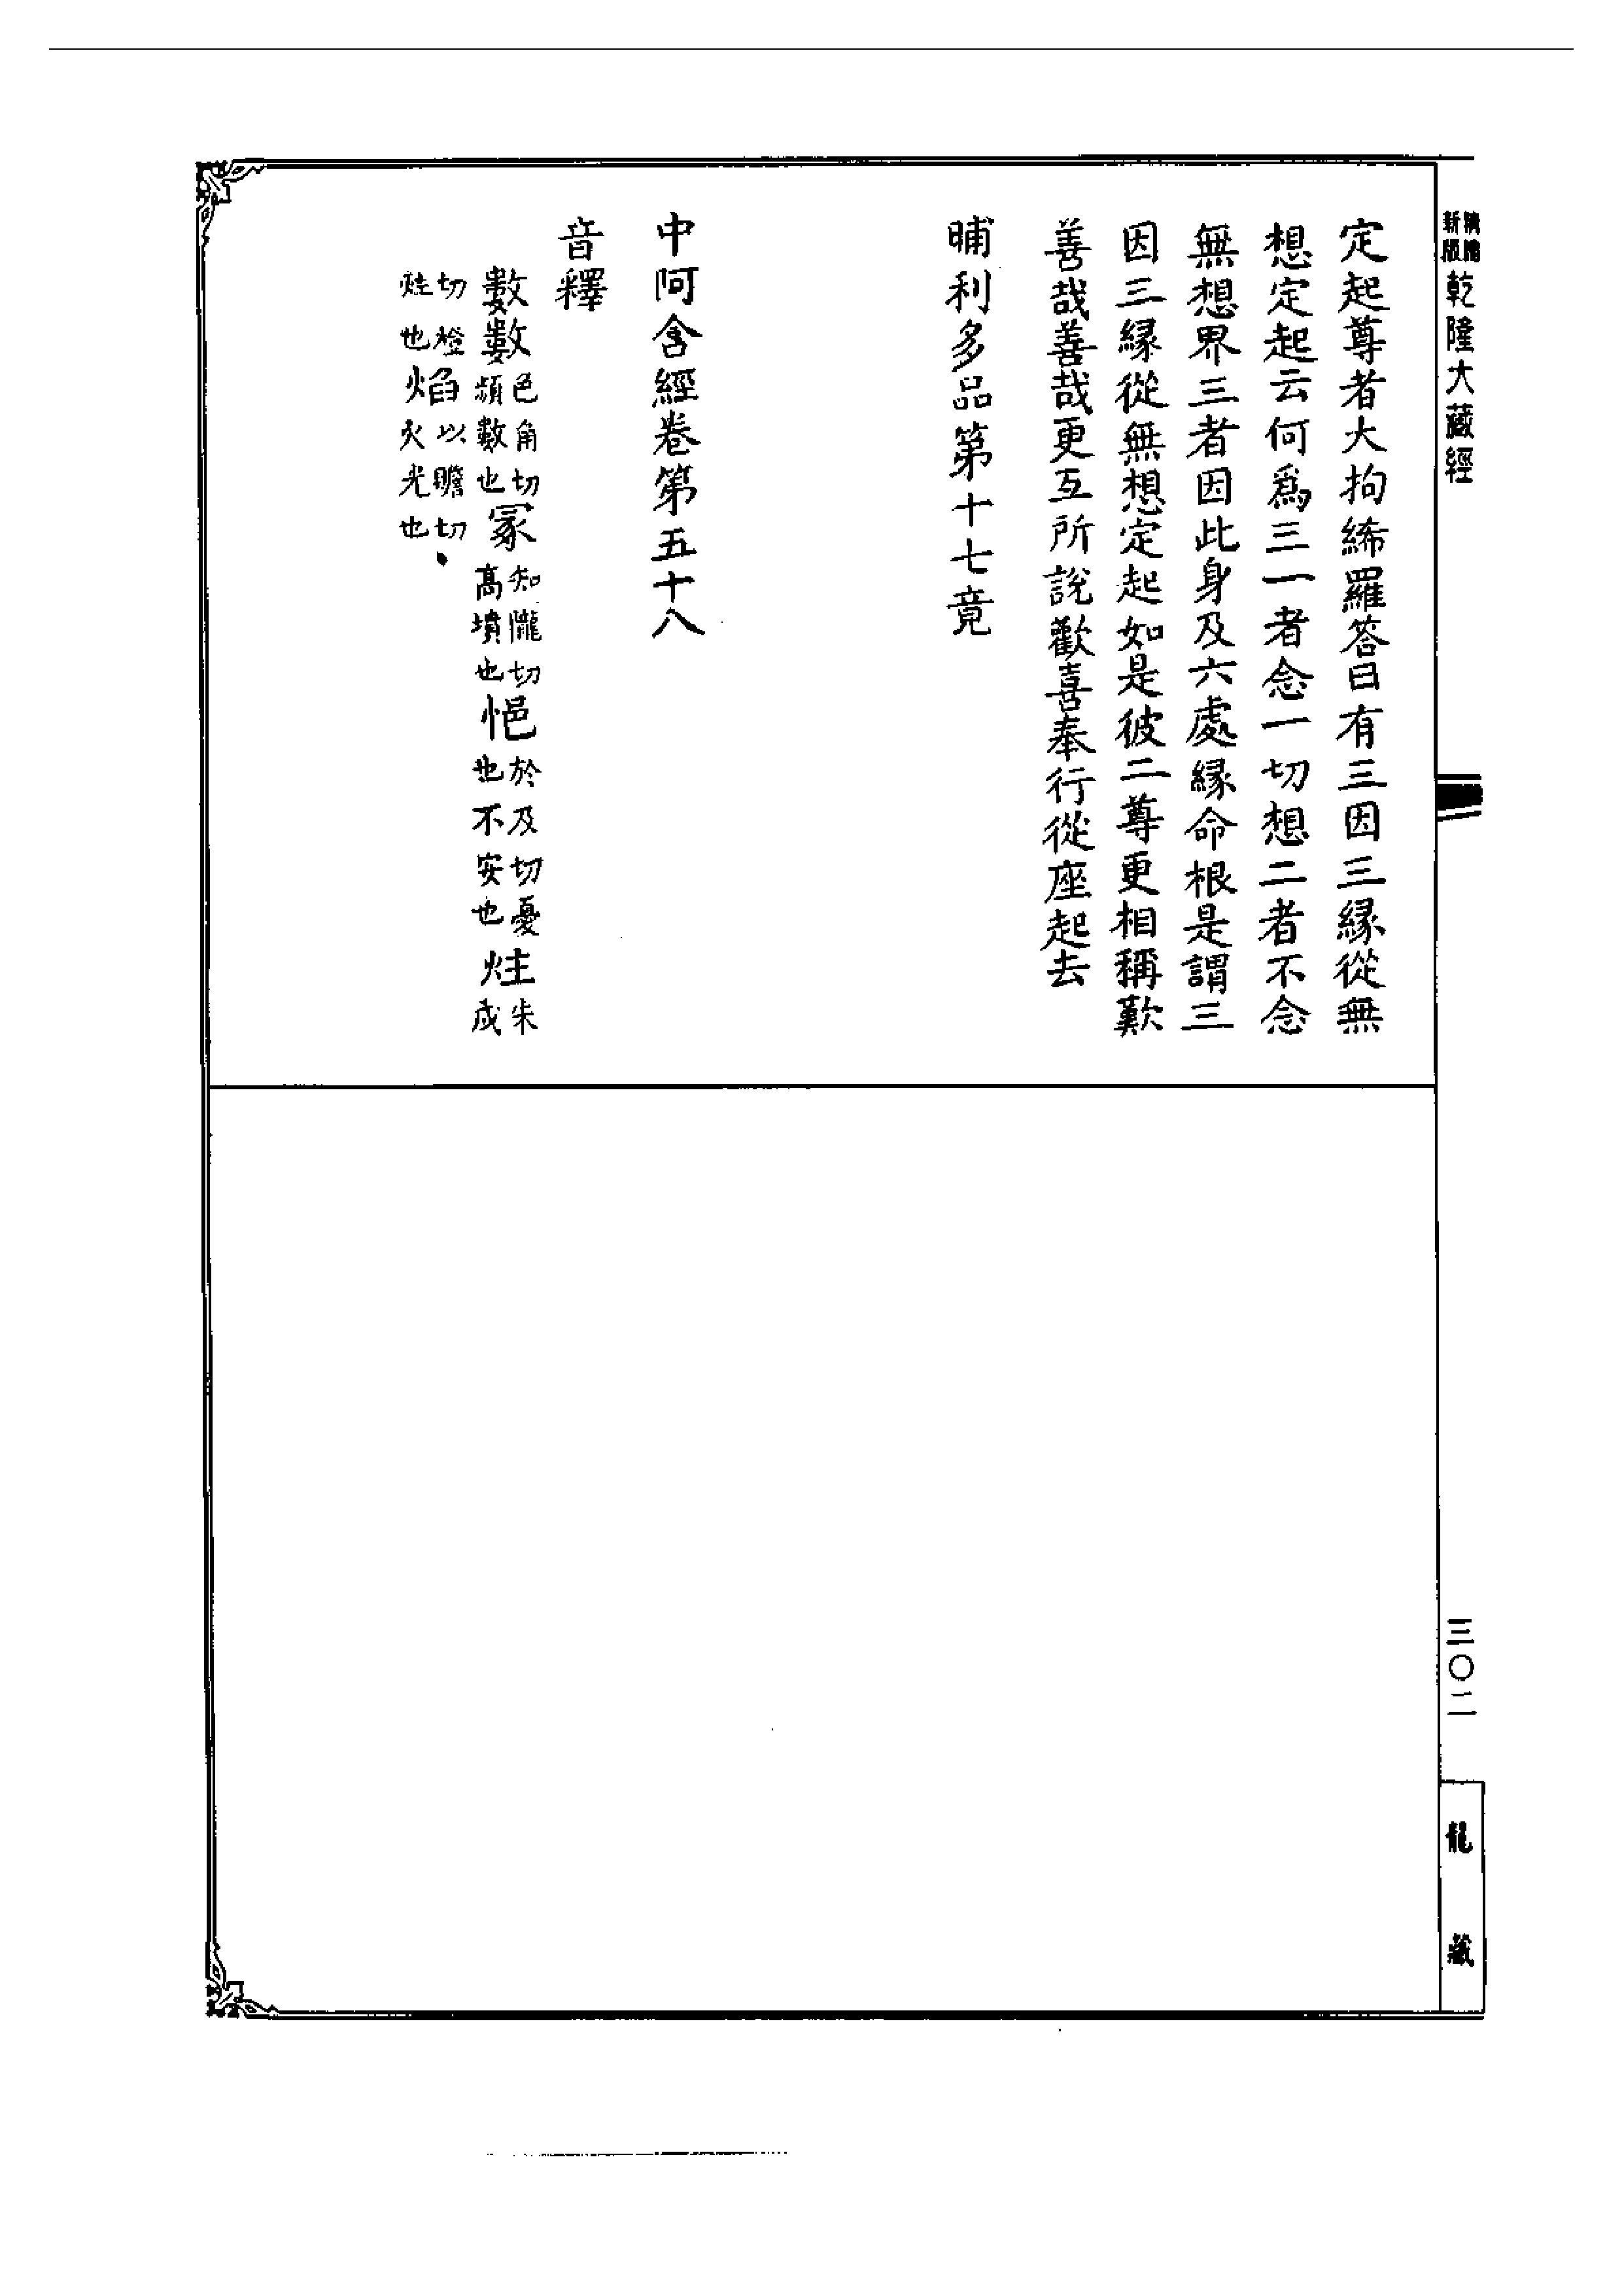 新版
乾隆大藏經
三〇二
龍藏
定起尊者大拘絺羅答曰有三因三緣從無
想定起云何爲三一者念一切想二者不念
無想界三者因此身及六處緣命根是謂三
因三緣從無想定起如是彼二尊更相稱歎
善哉善哉更互所說歡喜奉行從座起去
晡利多品第十七竟
中阿含經卷第五十八
音釋
數數色角切頻數也冢知隴切高墳也悒於及切憂也不安也炷朱戍
切燈炷也焰以瞻切火光也